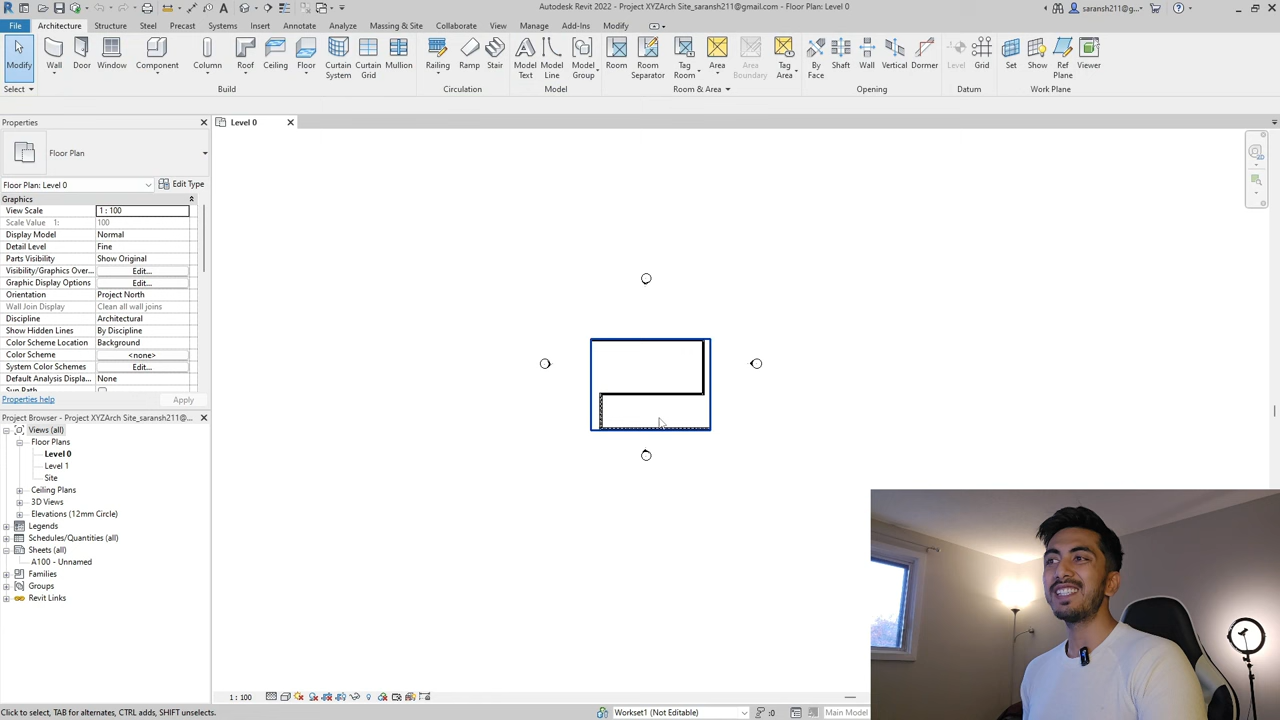 Autodesk Revit 2022 - Project XYZArch Site_saransh211@gmail.com - Floor Plan: Level 0
saransh211@g...
File Architecture Structure Steel Precast Systems Insert Annotate Analyze Massing & Site Collaborate View Manage Add-Ins Modify
Modify Wall Door Window Component Column Roof Ceiling Floor Curtain System Curtain Grid Mullion Railing Ramp Stair Model Text Model Line Model Group Room Room Separator Tag Room Area Area Boundary Tag Area By Face Shaft Wall Vertical Dormer Level Grid Set Show Ref Plane Viewer
Select Build Circulation Model Room & Area Opening Datum Work Plane
Properties
Level 0
Floor Plan
Floor Plan: Level 0 Edit Type
Graphics
View Scale 1 : 100
Scale Value 1: 100
Display Model Normal
Detail Level Fine
Parts Visibility Show Original
Visibility/Graphics Over... Edit...
Graphic Display Options Edit...
Orientation Project North
Wall Join Display Clean all wall joins
Discipline Architectural
Show Hidden Lines By Discipline
Color Scheme Location Background
Color Scheme <none>
System Color Schemes Edit...
Default Analysis Displa... None
Sun Path
Properties help Apply
Project Browser - Project XYZArch Site_saransh211@gmail.com
Views (all)
Floor Plans
Level 0
Level 1
Site
Ceiling Plans
3D Views
Elevations (12mm Circle)
Legends
Schedules/Quantities (all)
Sheets (all)
A100 - Unnamed
Families
Groups
Revit Links
1 : 100
Click to select, TAB for alternates, CTRL adds, SHIFT unselects.
Workset1 (Not Editable)
:0
Main Model